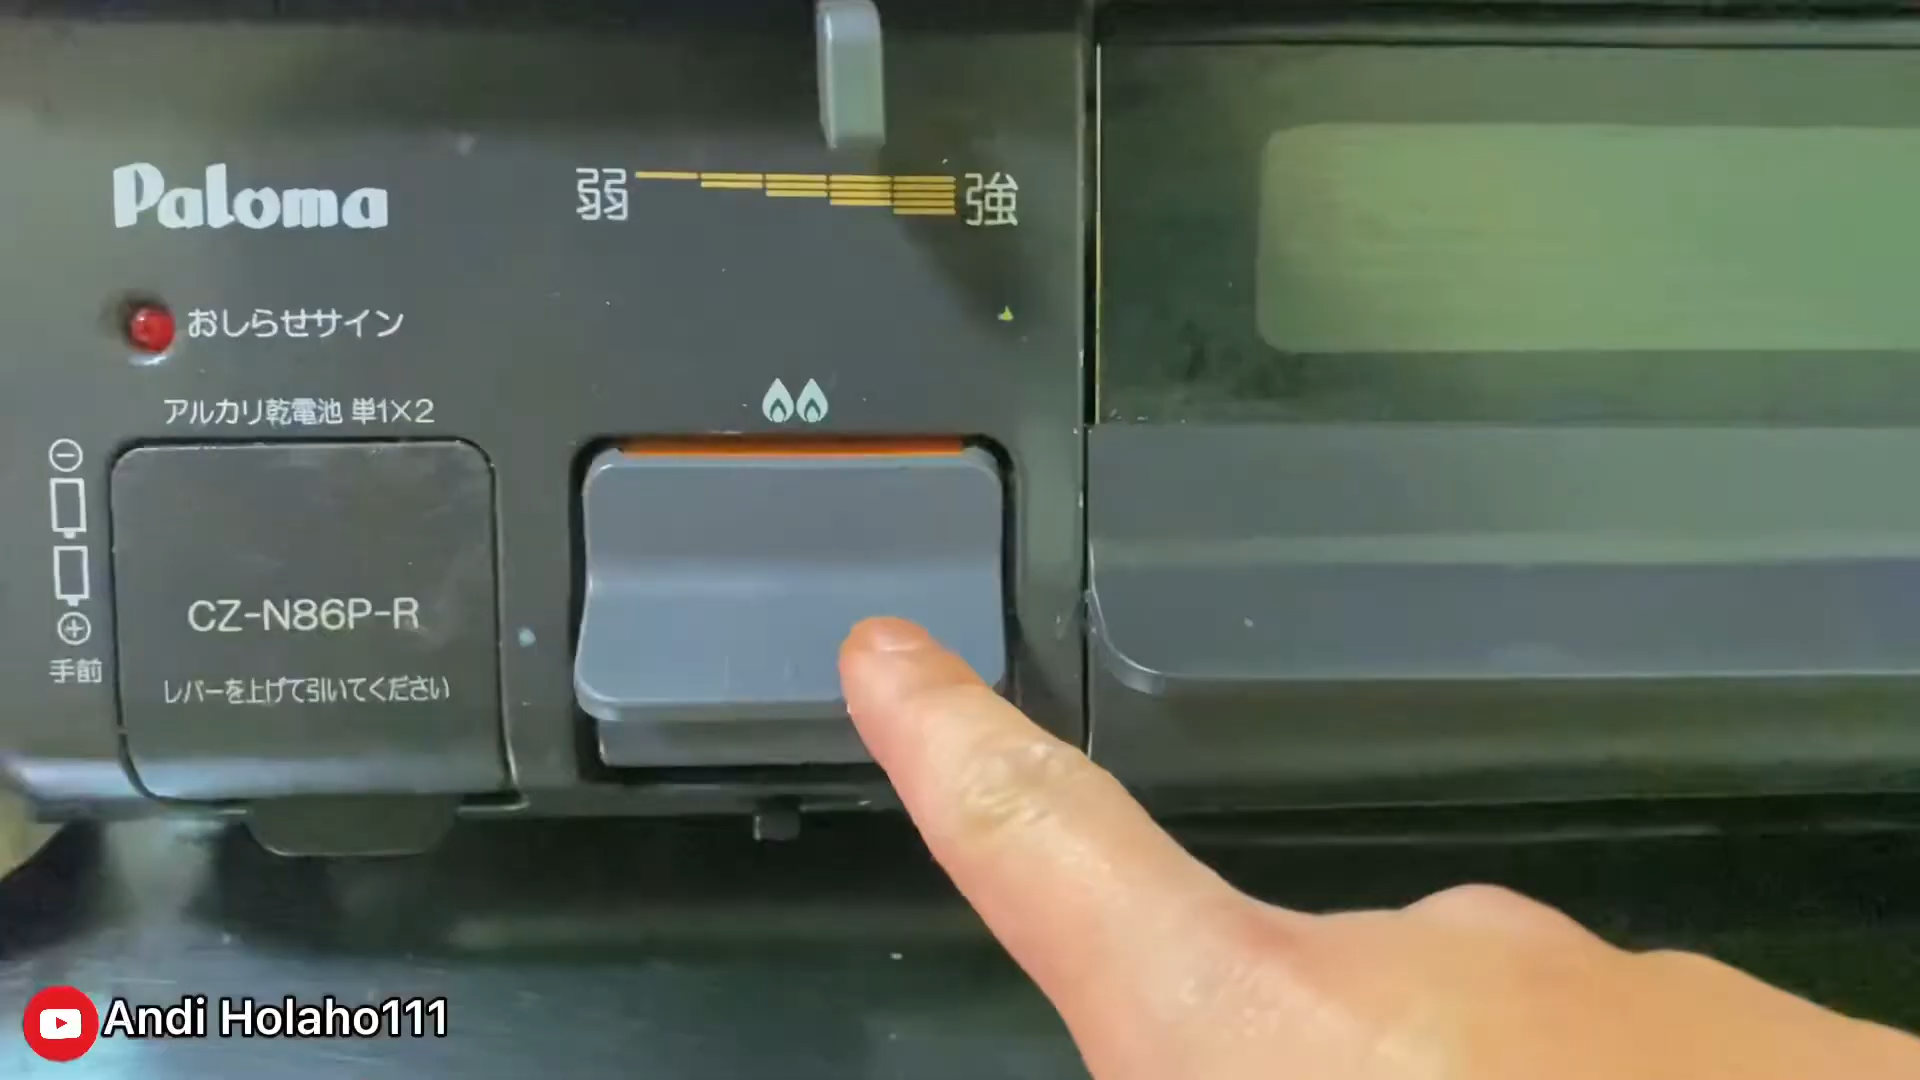 Paloma
弱 強
おしらせサイン
アルカリ乾電池 単1×2
CZ-N86P-R
手前
レバーを上げて引いてください
Andi Holaho111